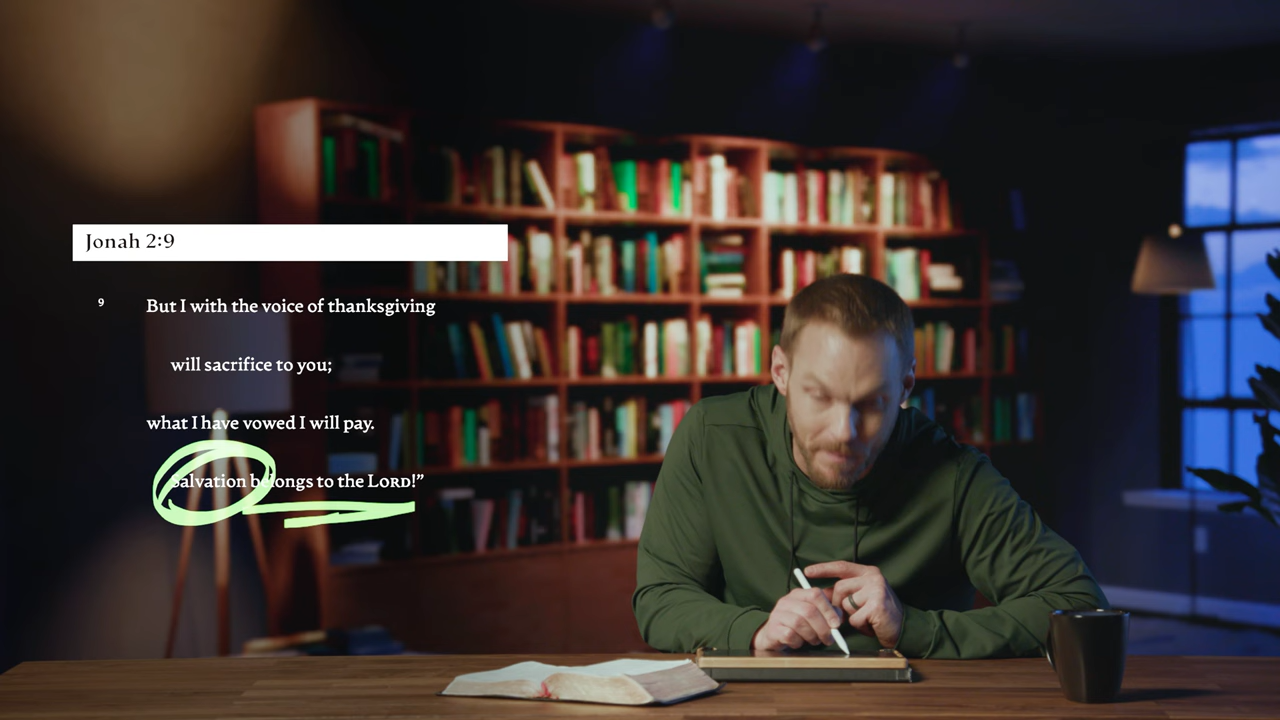 Jonah 2:9
9 But I with the voice of thanksgiving
will sacrifice to you;
what I have vowed I will pay.
Salvation belongs to the LORD!”